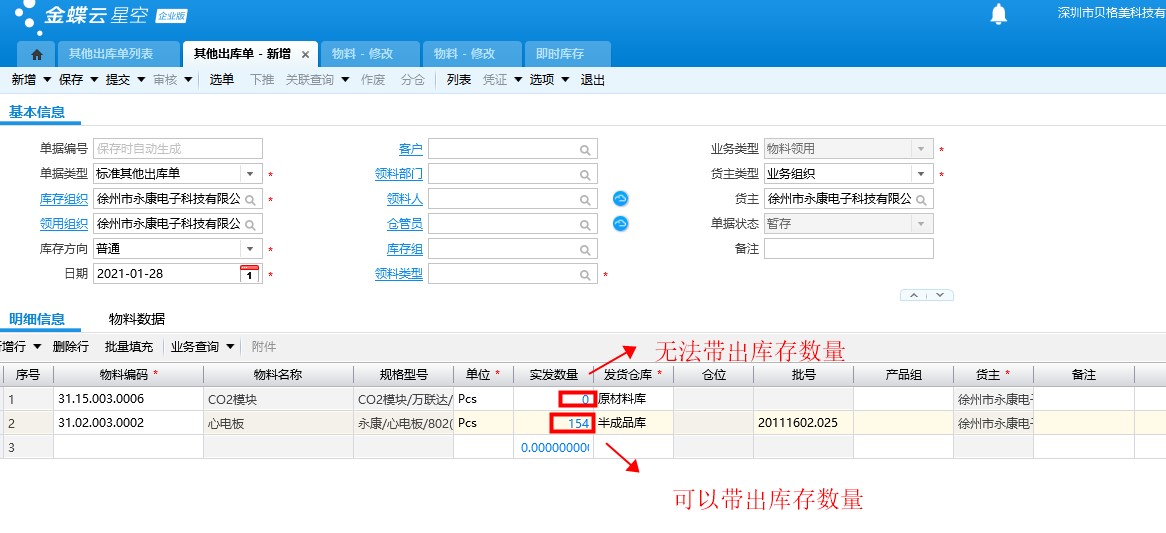 金蝶云 星空 企业版
深圳市贝格美科技有
其他出库单列表 其他出库单 - 新增 × 物料 - 修改 物料 - 修改 即时库存
新增 保存 提交 审核 选单 下推 关联查询 作废 分仓 列表 凭证 选项 退出
基本信息
单据编号 保存时自动生成 客户 业务类型 物料领用 *
单据类型 标准其他出库单 * 领料部门 货主类型 业务组织 *
库存组织 徐州市永康电子科技有限公 * 领料人 货主 徐州市永康电子科技有限公
领用组织 徐州市永康电子科技有限公 仓管员 单据状态 暂存
库存方向 普通 * 库存组 备注
日期 2021-01-28 1 * 领料类型 *
明细信息 物料数据
增行 删除行 批量填充 业务查询 附件
无法带出库存数量
序号 物料编码 * 物料名称 规格型号 单位 * 实发数量 发货仓库 * 仓位 批号 产品组 货主 * 备注
1 31.15.003.0006 CO2模块 CO2模块/万联达/ Pcs 0 原材料库 徐州市永康电子
2 31.02.003.0002 心电板 永康/心电板/802( Pcs 154 半成品库 20111602.025 徐州市永康电子
3 0.000000000
可以带出库存数量